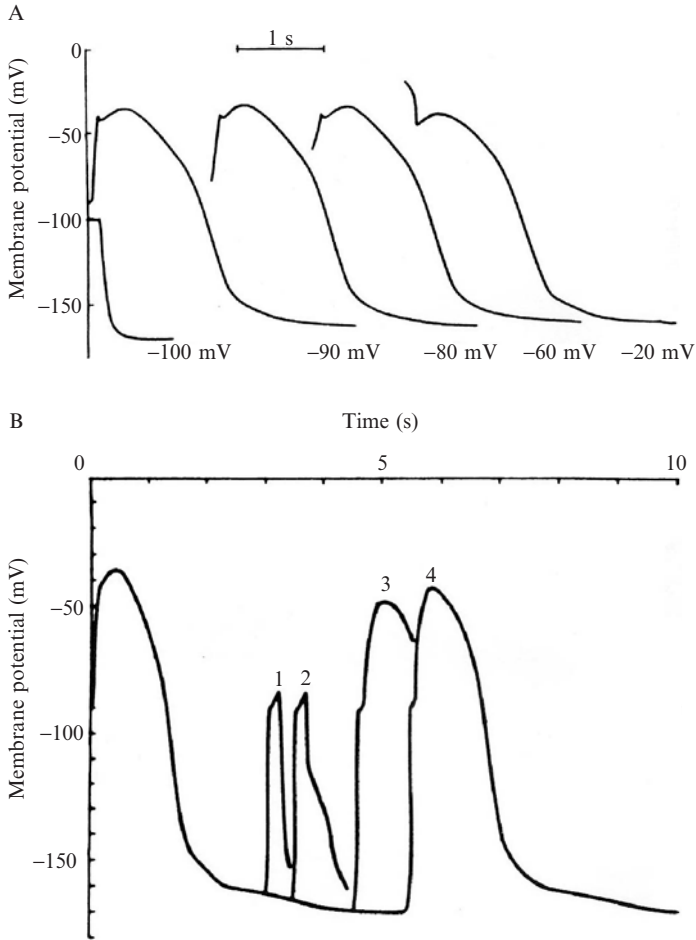 A
1 s
0
−50
−100
−150
Membrane potential (mV)
−100 mV −90 mV −80 mV −60 mV −20 mV
B
Time (s)
0 5 10
−50
−100
−150
Membrane potential (mV)
1 2 3 4